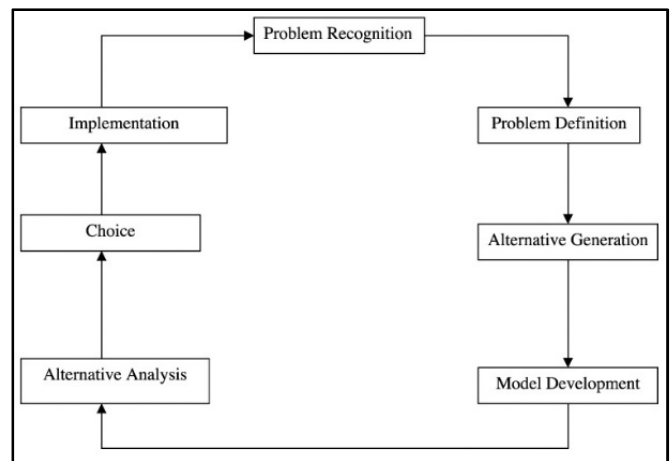 Problem Recognition
Problem Definition
Alternative Generation
Model Development
Alternative Analysis
Choice
Implementation